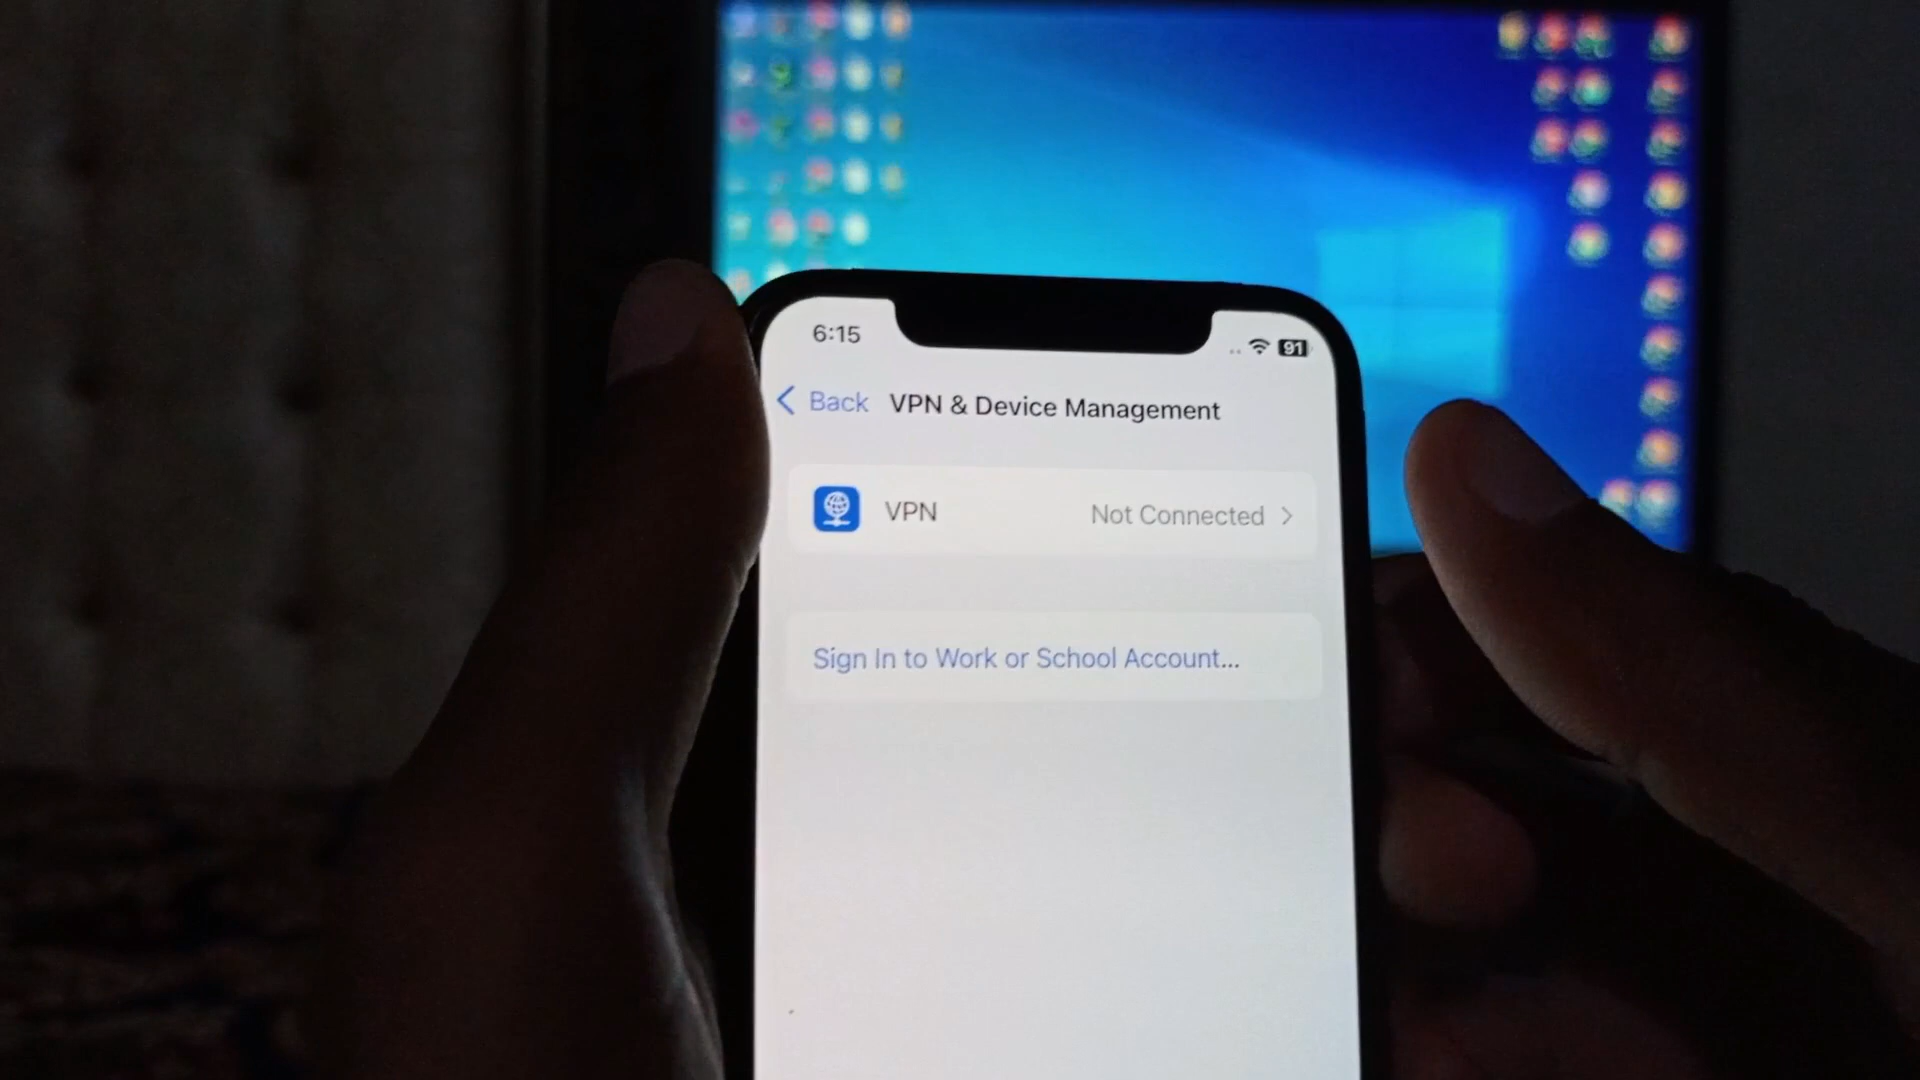 6:15
91
Back VPN & Device Management
VPN Not Connected
Sign In to Work or School Account...